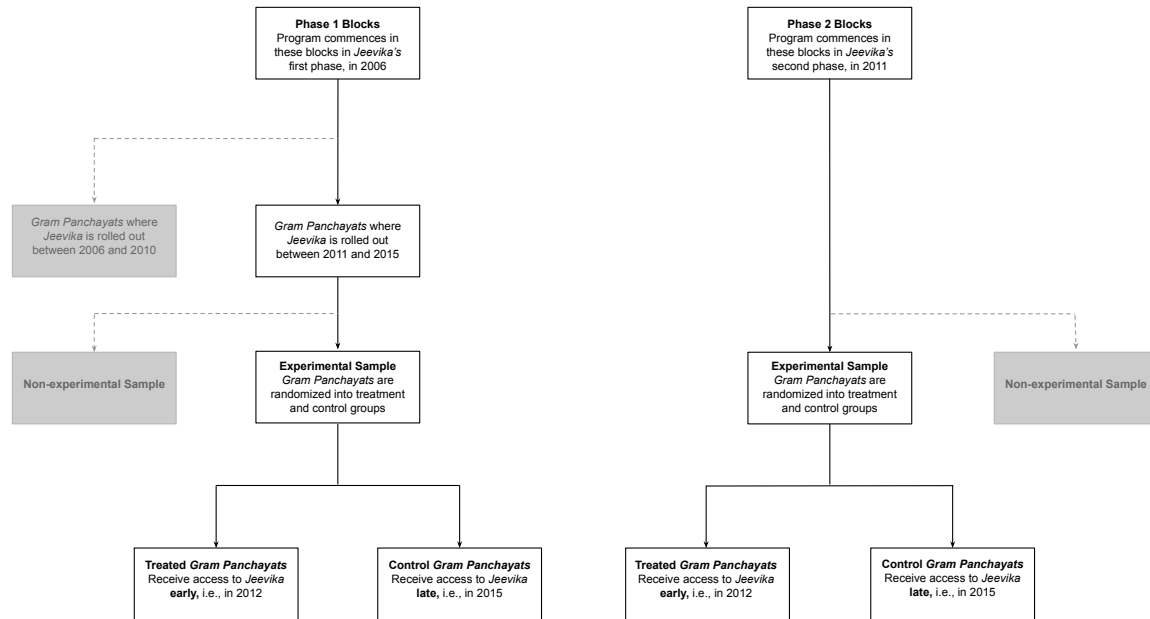 Phase 1 Blocks
Program commences in
these blocks in Jeevika's
first phase, in 2006
Phase 2 Blocks
Program commences in
these blocks in Jeevika's
second phase, in 2011
Gram Panchayats where
Jeevika is rolled out
between 2006 and 2010
Gram Panchayats where
Jeevika is rolled out
between 2011 and 2015
Non-experimental Sample
Experimental Sample
Gram Panchayats are
randomized into treatment
and control groups
Experimental Sample
Gram Panchayats are
randomized into treatment
and control groups
Non-experimental Sample
Treated Gram Panchayats
Receive access to Jeevika
early, i.e., in 2012
Control Gram Panchayats
Receive access to Jeevika
late, i.e., in 2015
Treated Gram Panchayats
Receive access to Jeevika
early, i.e., in 2012
Control Gram Panchayats
Receive access to Jeevika
late, i.e., in 2015